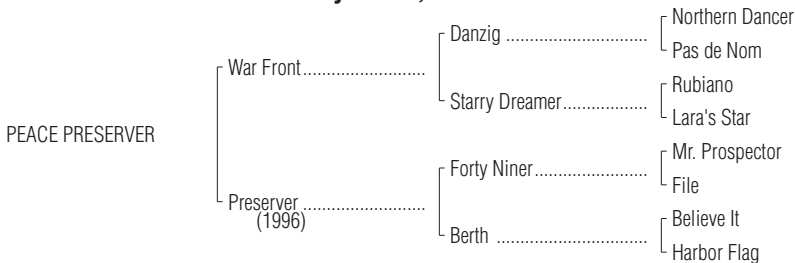 Northern Dancer
Danzig ................................
Pas de Nom
War Front............................
Rubiano
Starry Dreamer...................
Lara's Star
PEACE PRESERVER
Mr. Prospector
Forty Niner..........................
File
Preserver ............................
(1996)
Believe It
Berth ..................................
Harbor Flag